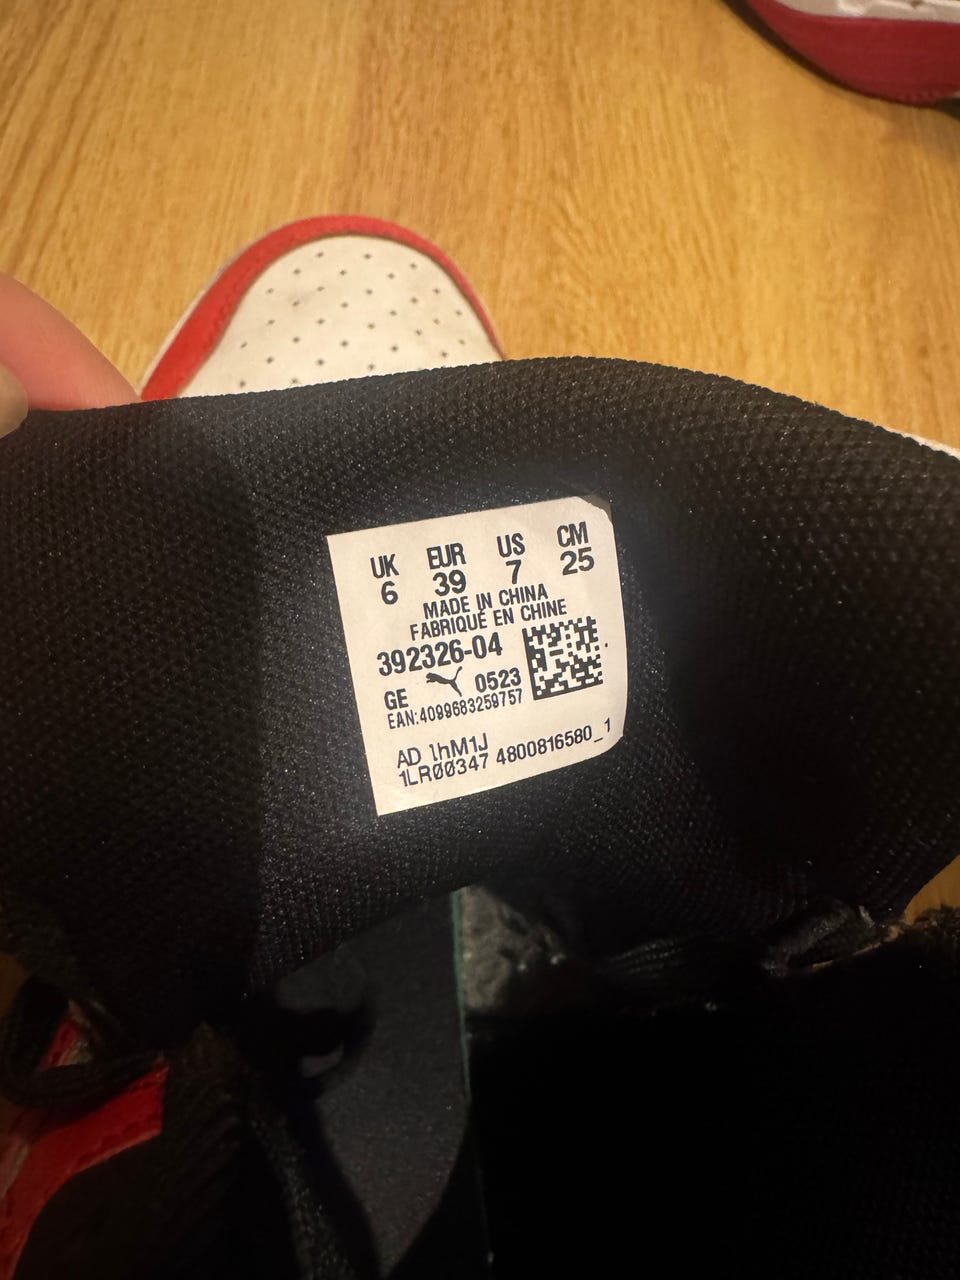 UK EUR US CM
6 39 7 25
MADE IN CHINA
FABRIQUÉ EN CHINE
392326-04
GE 0523
EAN:4099683259757
AD 1hM1J
1LR00347 4800816580_1